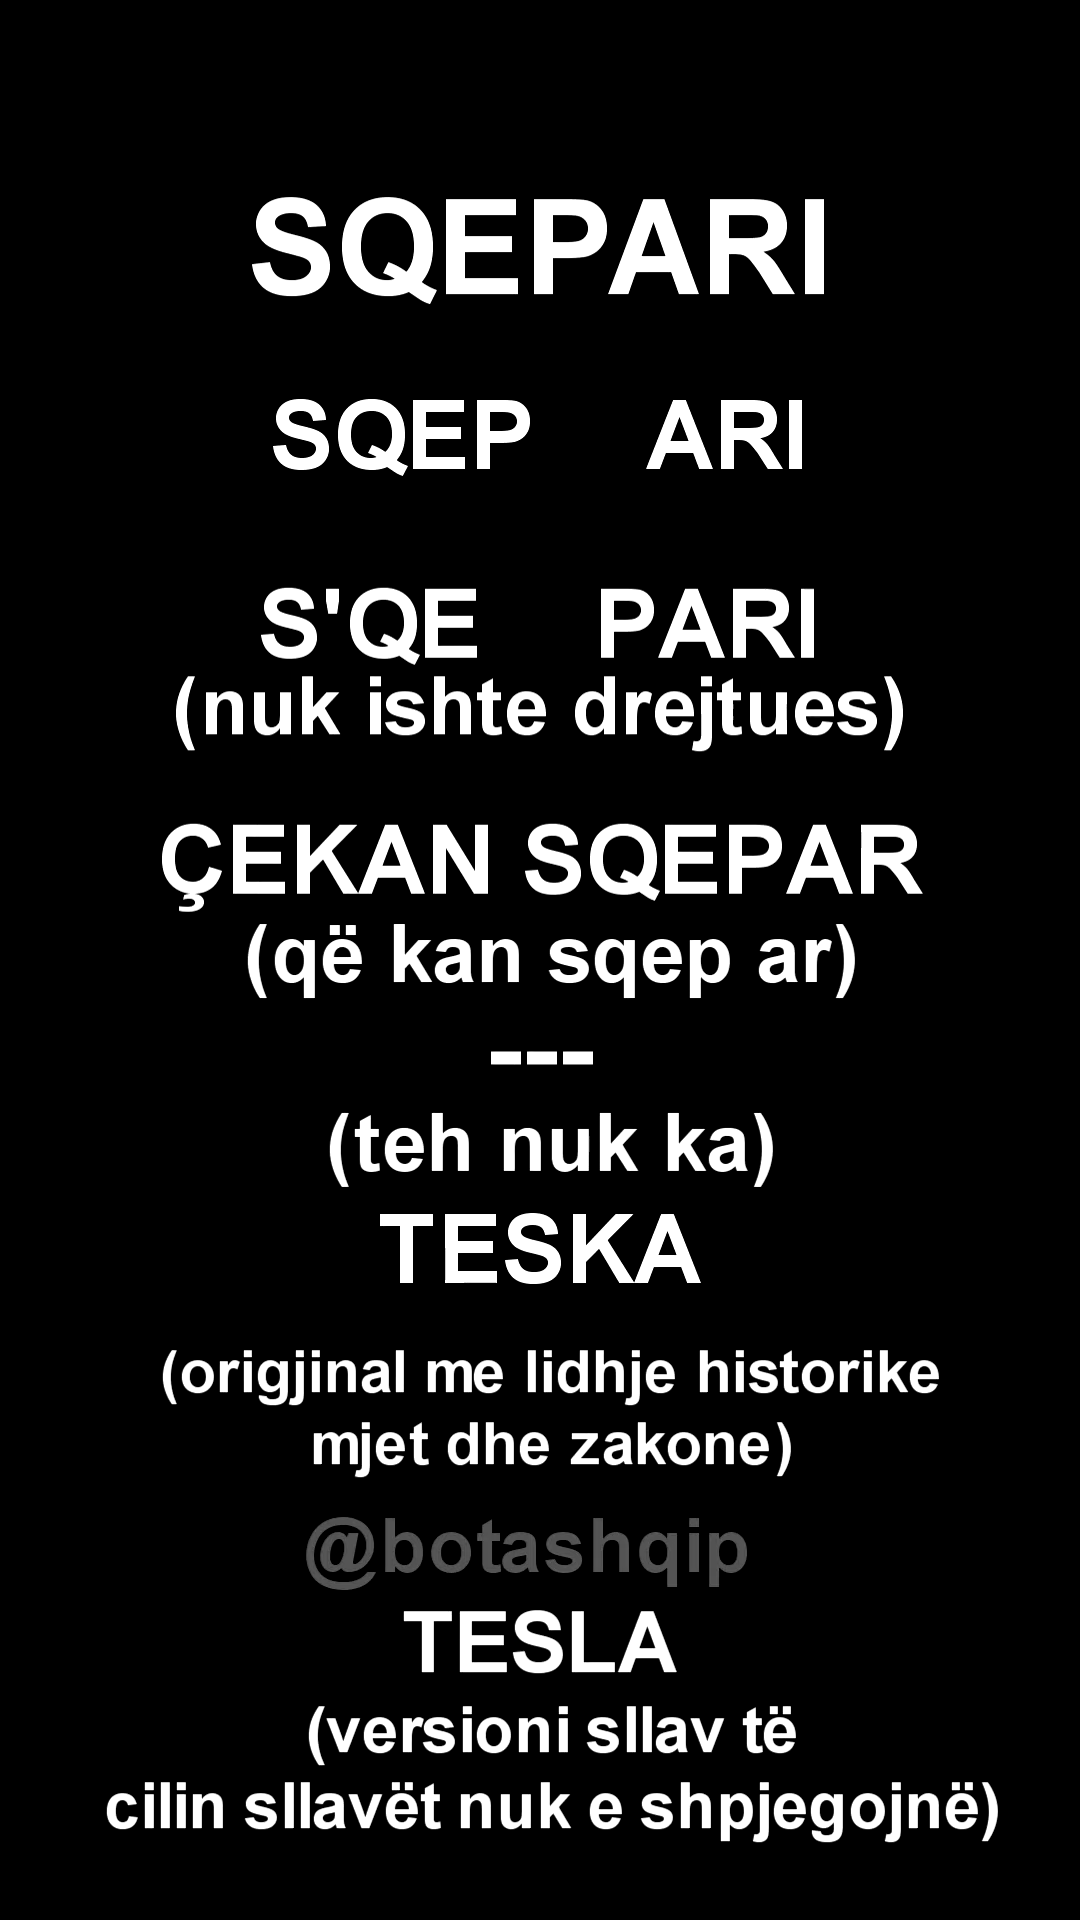 SQEPARI
SQEP ARI
S'QE PARI
(nuk ishte drejtues)
ÇEKAN SQEPAR
(që kan sqep ar)
---
(teh nuk ka)
TESKA
(origjinal me lidhje historike
mjet dhe zakone)
@botashqip
TESLA
(versioni sllav të
cilin sllavët nuk e shpjegojnë)